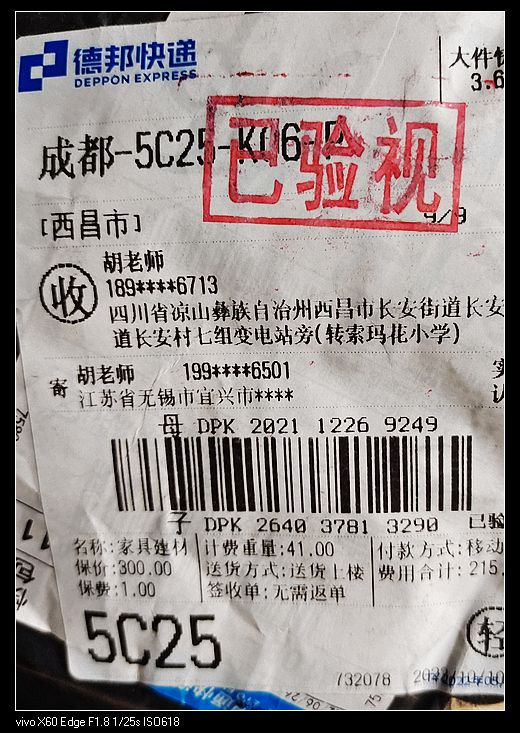 德邦快递
DEPPON EXPRESS
大件
3.6
成都-5C25-K06-P
已验视
9/9
[西昌市]
收
胡老师
189****6713
四川省凉山彝族自治州西昌市长安街道长安
道长安村七组变电站旁(转索玛花小学)
寄
胡老师 199****6501
江苏省无锡市宜兴市****
母 DPK 2021 1226 9249
子 DPK 2640 3781 3290 已验
名称:家具建材 计费重量:41.00 付款方式:移动
保价:300.00 送货方式:送货上楼 费用合计:215.
保费:1.00 签收单:无需返单
5C25
轻
732078
vivo X60 Edge F1.8 1/25s ISO618